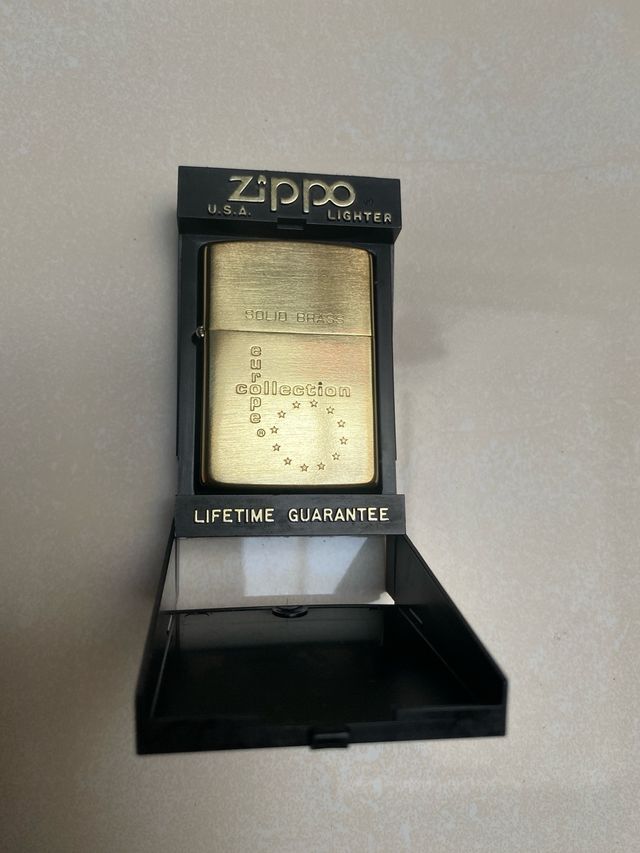 Zippo
U.S.A. LIGHTER
SOLID BRASS
europe
collection
®
LIFETIME GUARANTEE